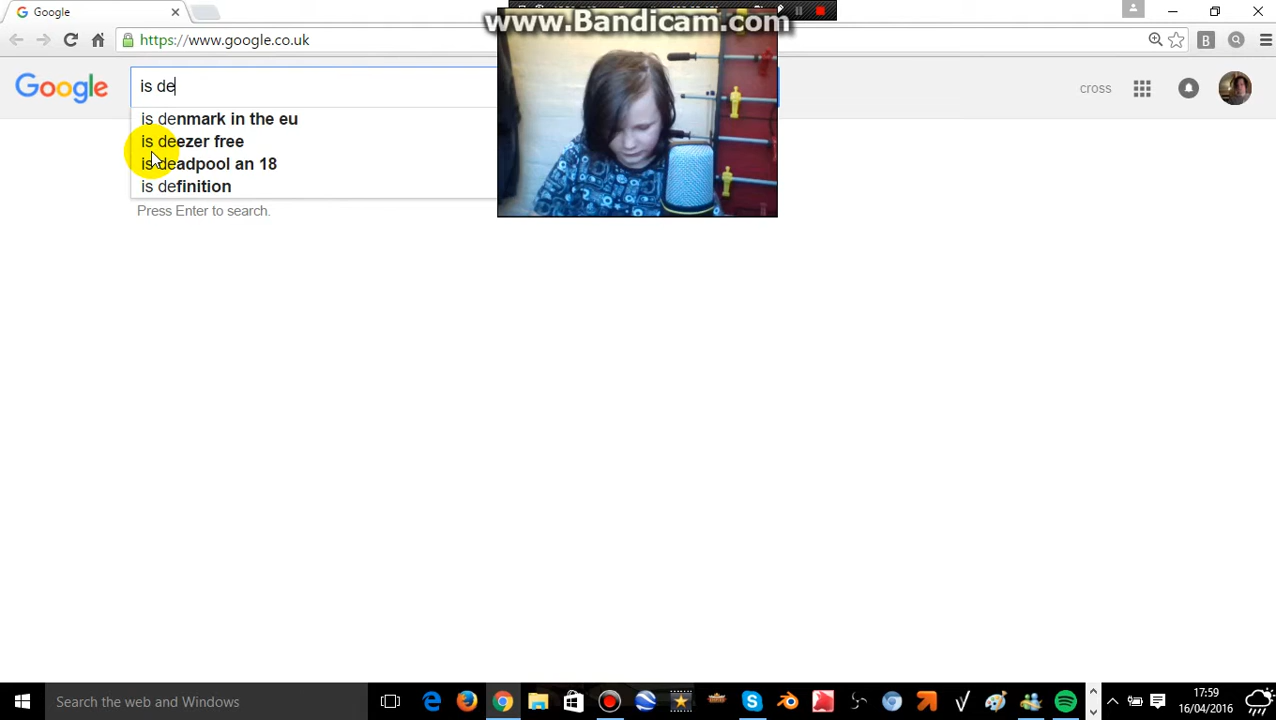 Google
www.Bandicam.com
https://www.google.co.uk
Google
is de
cross
is denmark in the eu
is deezer free
is deadpool an 18
is definition
Press Enter to search.
Search the web and Windows
7:59
16/04/2016